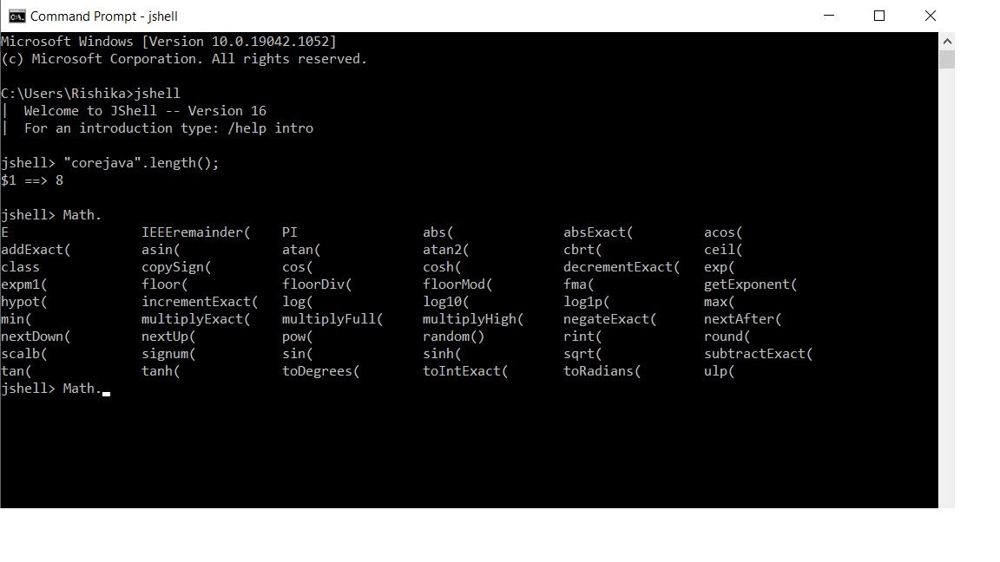 Command Prompt - jshell
Microsoft Windows [Version 10.0.19042.1052]
(c) Microsoft Corporation. All rights reserved.
C:\Users\Rishika>jshell
|  Welcome to JShell -- Version 16
|  For an introduction type: /help intro
jshell> "corejava".length();
$1 ==> 8
jshell> Math.
E IEEEremainder( PI abs( absExact( acos(
addExact( asin( atan( atan2( cbrt( ceil(
class copySign( cos( cosh( decrementExact( exp(
expm1( floor( floorDiv( floorMod( fma( getExponent(
hypot( incrementExact( log( log10( log1p( max(
min( multiplyExact( multiplyFull( multiplyHigh( negateExact( nextAfter(
nextDown( nextUp( pow( random() rint( round(
scalb( signum( sin( sinh( sqrt( subtractExact(
tan( tanh( toDegrees( toIntExact( toRadians( ulp(
jshell> Math.